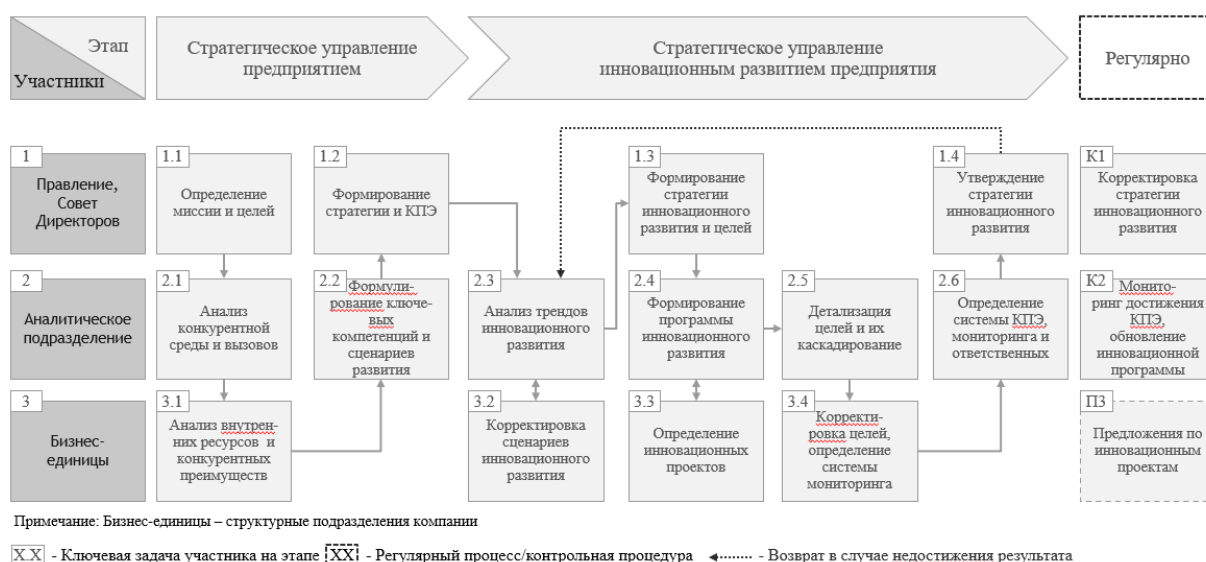 Этап
Участники
Стратегическое управление
предприятием
Стратегическое управление
инновационным развитием предприятия
Регулярно
1
Правление,
Совет
Директоров
1.1
Определение
миссии и целей
1.2
Формирование
стратегии и КПЭ
1.3
Формирование
стратегии
инновационного
развития и целей
1.4
Утверждение
стратегии
инновационного
развития
К1
Корректировка
стратегии
инновационного
развития
2
Аналитическое
подразделение
2.1
Анализ
конкурентной
среды и вызовов
2.2
Формули-
рование ключе-
вых
компетенций и
сценариев
развития
2.3
Анализ трендов
инновационного
развития
2.4
Формирование
программы
инновационного
развития
2.5
Детализация
целей и их
каскадирование
2.6
Определение
системы КПЭ,
мониторинга и
ответственных
К2
Монито-
ринг достижения
КПЭ,
обновление
инновационной
программы
3
Бизнес-
единицы
3.1
Анализ внутрен-
них ресурсов и
конкурентных
преимуществ
3.2
Корректировка
сценариев
инновационного
развития
3.3
Определение
инновационных
проектов
3.4
Корректи-
ровка целей,
определение
системы
мониторинга
П3
Предложения по
инновационным
проектам
Примечание: Бизнес-единицы – структурные подразделения компании
X.X - Ключевая задача участника на этапе XX - Регулярный процесс/контрольная процедура - Возврат в случае недостижения результата